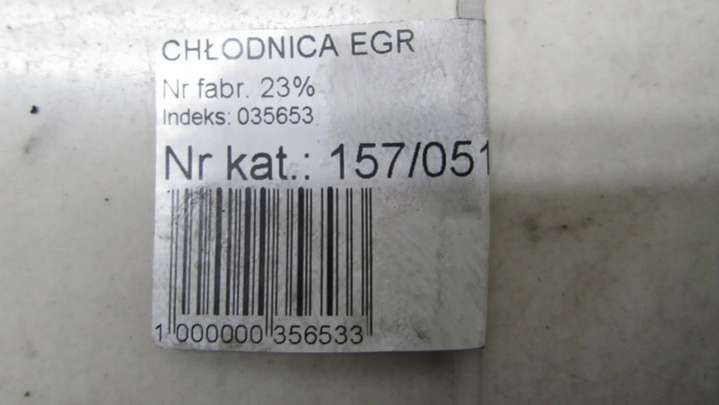 CHŁODNICA EGR
Nr fabr. 23%
Indeks: 035653
Nr kat.: 157/051
1 000000 356533